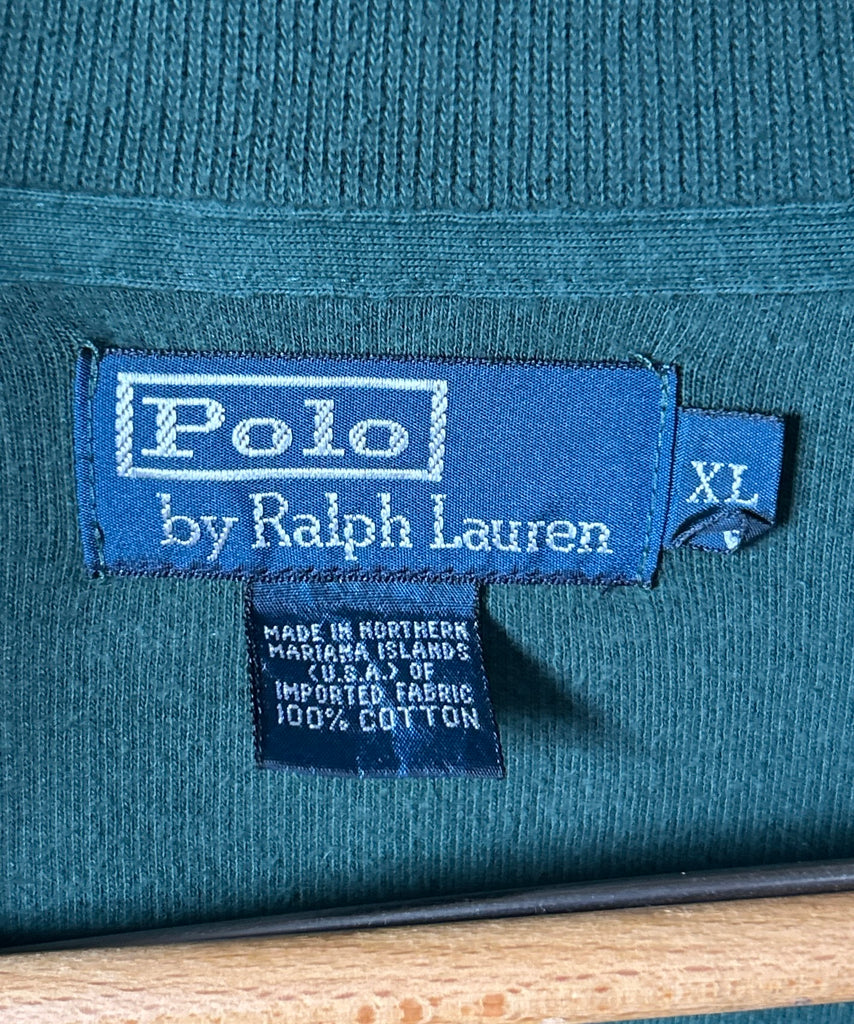 Polo
by Ralph Lauren
XL
MADE IN NORTHERN
MARIANA ISLANDS
(U.S.A.) OF
IMPORTED FABRIC
100% COTTON